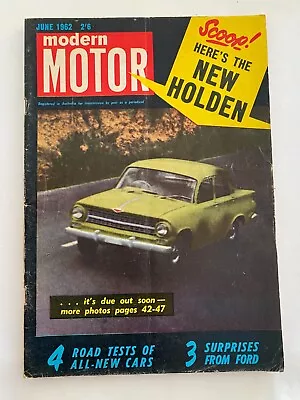 JUNE 1962 2'6
modern
MOTOR
Registered in Australia for transmission by post as a periodical
Scoop!
HERE'S THE
NEW
HOLDEN
. . . it's due out soon—
more photos pages 42-47
4 ROAD TESTS OF
ALL-NEW CARS
3 SURPRISES
FROM FORD